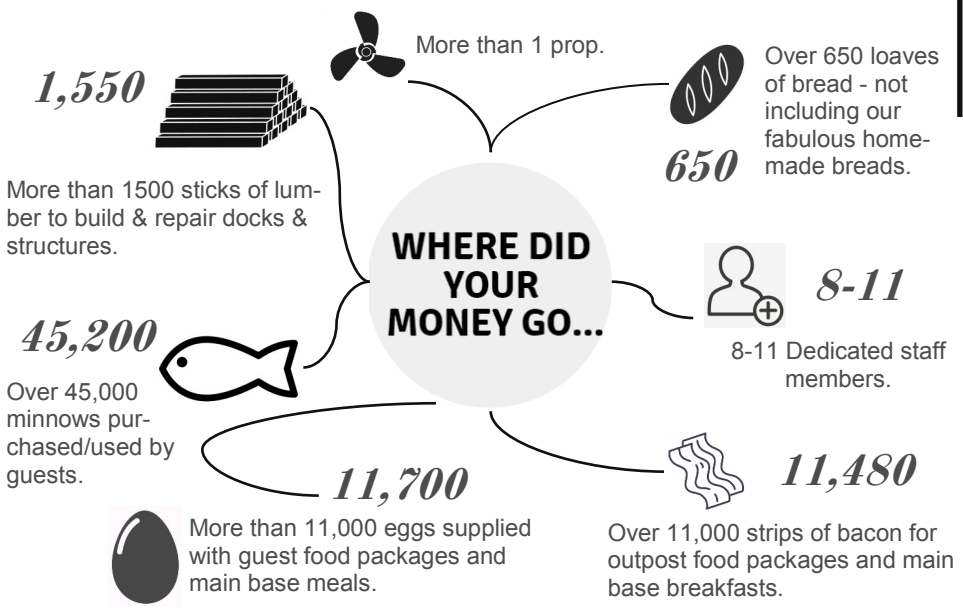 More than 1 prop.
1,550
More than 1500 sticks of lum-
ber to build & repair docks &
structures.
Over 650 loaves
of bread - not
including our
fabulous home-
made breads.
650
WHERE DID
YOUR
MONEY GO...
8-11
8-11 Dedicated staff
members.
45,200
Over 45,000
minnows pur-
chased/used by
guests.
11,700
More than 11,000 eggs supplied
with guest food packages and
main base meals.
11,480
Over 11,000 strips of bacon for
outpost food packages and main
base breakfasts.